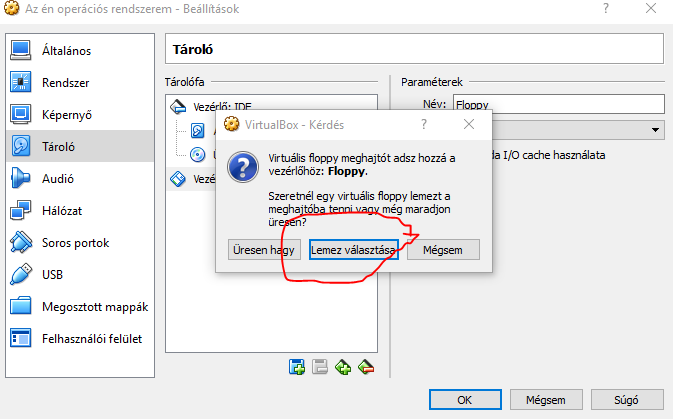 Az én operációs rendszerem - Beállítások
?
Általános
Rendszer
Képernyő
Tároló
Audió
Hálózat
Soros portok
USB
Megosztott mappák
Felhasználói felület
Tároló
Tárolófa
Vezérlő: IDE
Paraméterek
Név: Floppy
I/O cache használata
VirtualBox - Kérdés
?
Virtuális floppy meghajtót adsz hozzá a
vezérlőhöz: Floppy.
Szeretnél egy virtuális floppy lemezt a
meghajtóba tenni vagy még maradjon
üresen?
Üresen hagy
Lemez választása
Mégsem
OK
Mégsem
Súgó